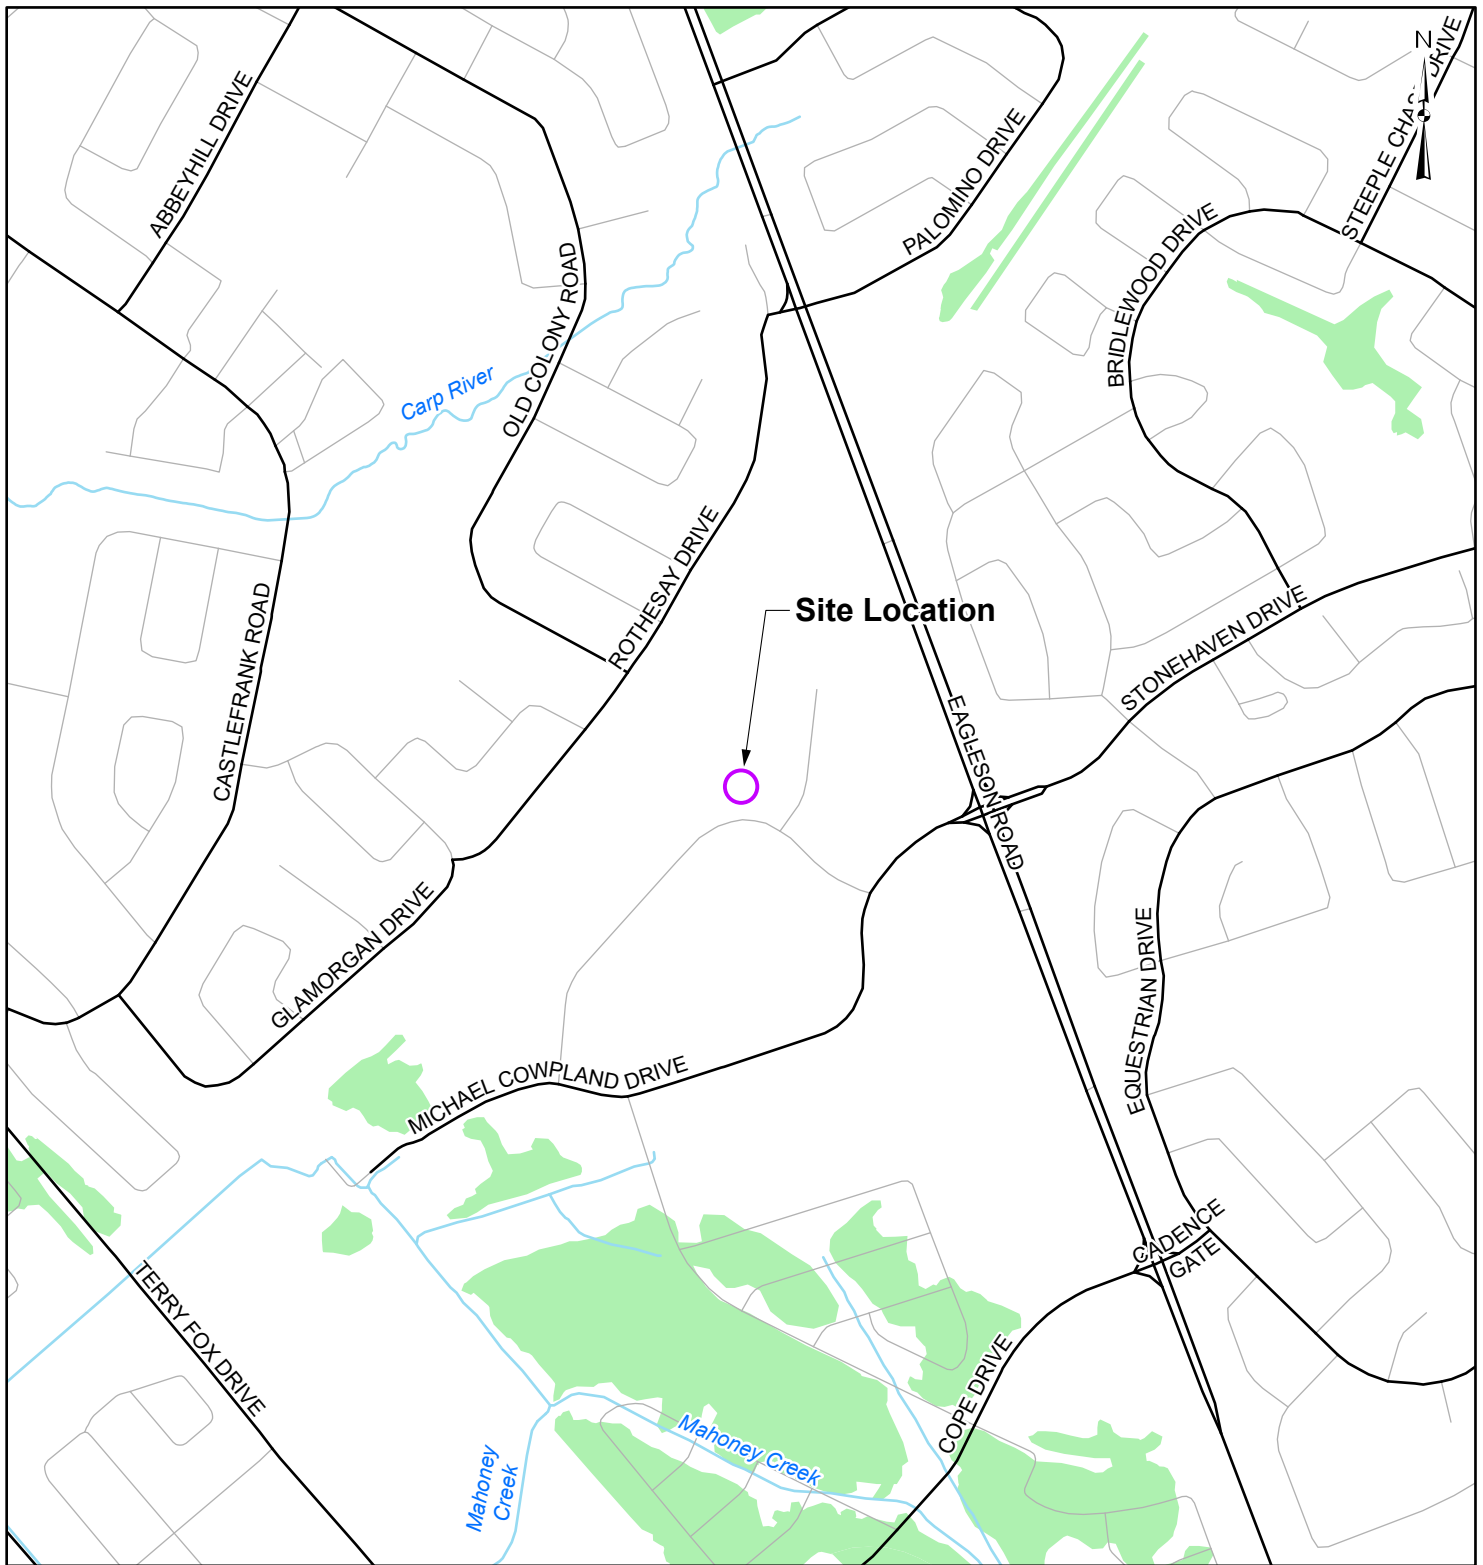 N
ABBEYHILL DRIVE
STEEPLE CHASE DRIVE
PALOMINO DRIVE
BRIDLEWOOD DRIVE
OLD COLONY ROAD
Carp River
ROTHESAY DRIVE
Site Location
CASTLEFRANK ROAD
STONEHAVEN DRIVE
EAGLESON ROAD
GLAMORGAN DRIVE
EQUESTRIAN DRIVE
MICHAEL COWPLAND DRIVE
CADENCE
GATE
TERRY FOX DRIVE
COPE DRIVE
Mahoney Creek
Mahoney
Creek